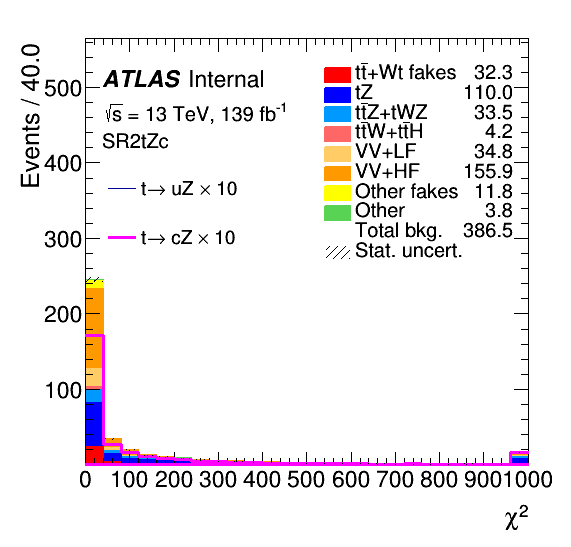 ATLAS Internal
√s = 13 TeV, 139 fb⁻¹
SR2tZc
t→ uZ × 10
t→ cZ × 10
tt̄+Wt fakes 32.3
tZ 110.0
tt̄Z+tWZ 33.5
tt̄W+tt̄H 4.2
VV+LF 34.8
VV+HF 155.9
Other fakes 11.8
Other 3.8
Total bkg. 386.5
Stat. uncert.
Events / 40.0
500
400
300
200
100
0 100 200 300 400 500 600 700 800 900 1000
χ²